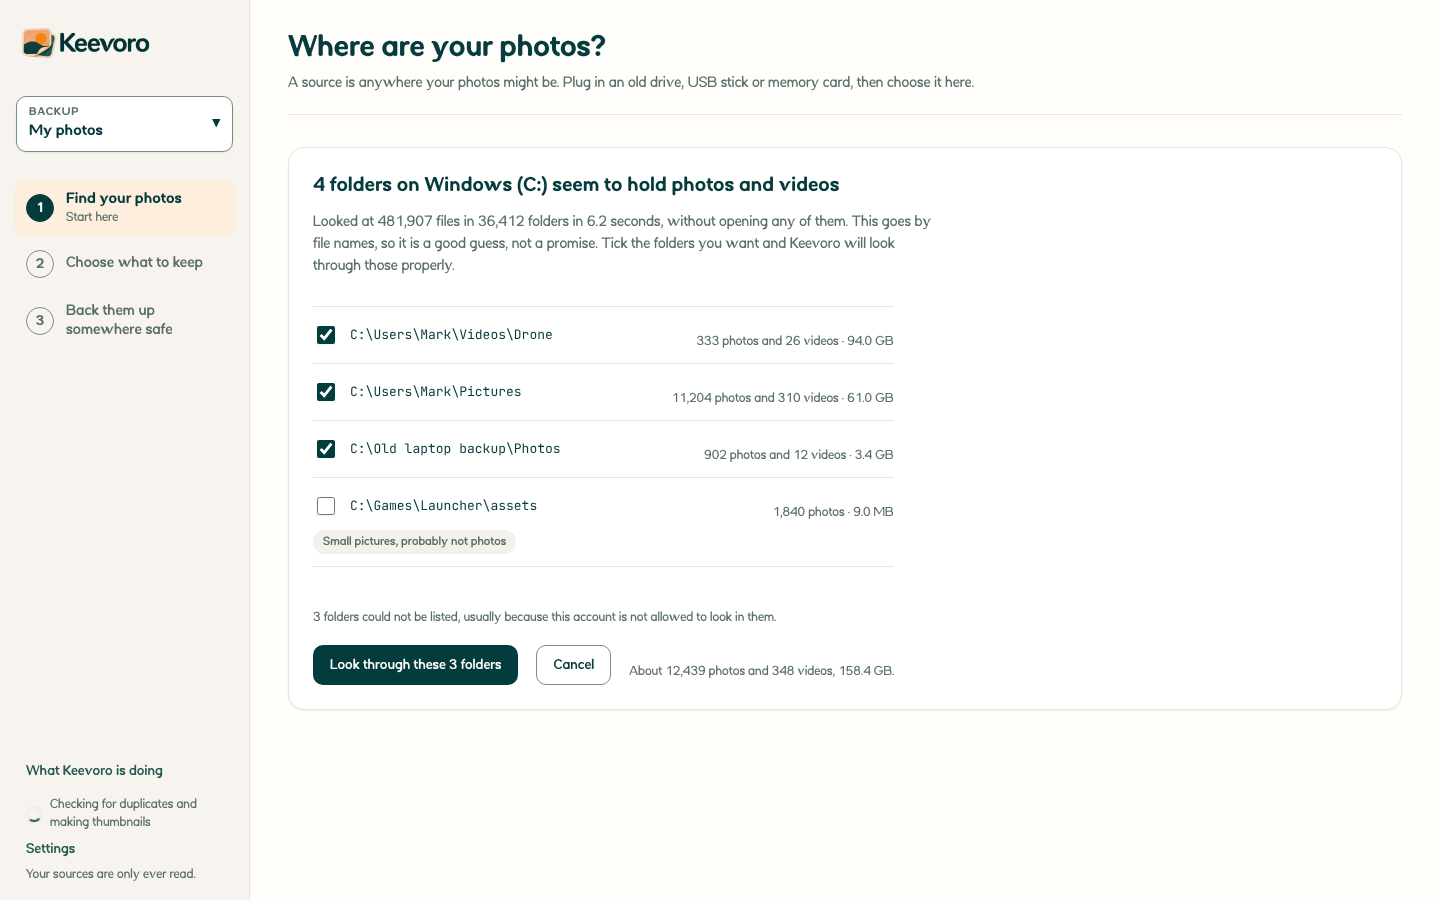 Keevoro
BACKUP
My photos
▼
1
Find your photos
Start here
2
Choose what to keep
3
Back them up
somewhere safe
What Keevoro is doing
Checking for duplicates and
making thumbnails
Settings
Your sources are only ever read.
Where are your photos?
A source is anywhere your photos might be. Plug in an old drive, USB stick or memory card, then choose it here.
4 folders on Windows (C:) seem to hold photos and videos
Looked at 481,907 files in 36,412 folders in 6.2 seconds, without opening any of them. This goes by
file names, so it is a good guess, not a promise. Tick the folders you want and Keevoro will look
through those properly.
C:\Users\Mark\Videos\Drone
333 photos and 26 videos · 94.0 GB
C:\Users\Mark\Pictures
11,204 photos and 310 videos · 61.0 GB
C:\Old laptop backup\Photos
902 photos and 12 videos · 3.4 GB
C:\Games\Launcher\assets
1,840 photos · 9.0 MB
Small pictures, probably not photos
3 folders could not be listed, usually because this account is not allowed to look in them.
Look through these 3 folders
Cancel
About 12,439 photos and 348 videos, 158.4 GB.